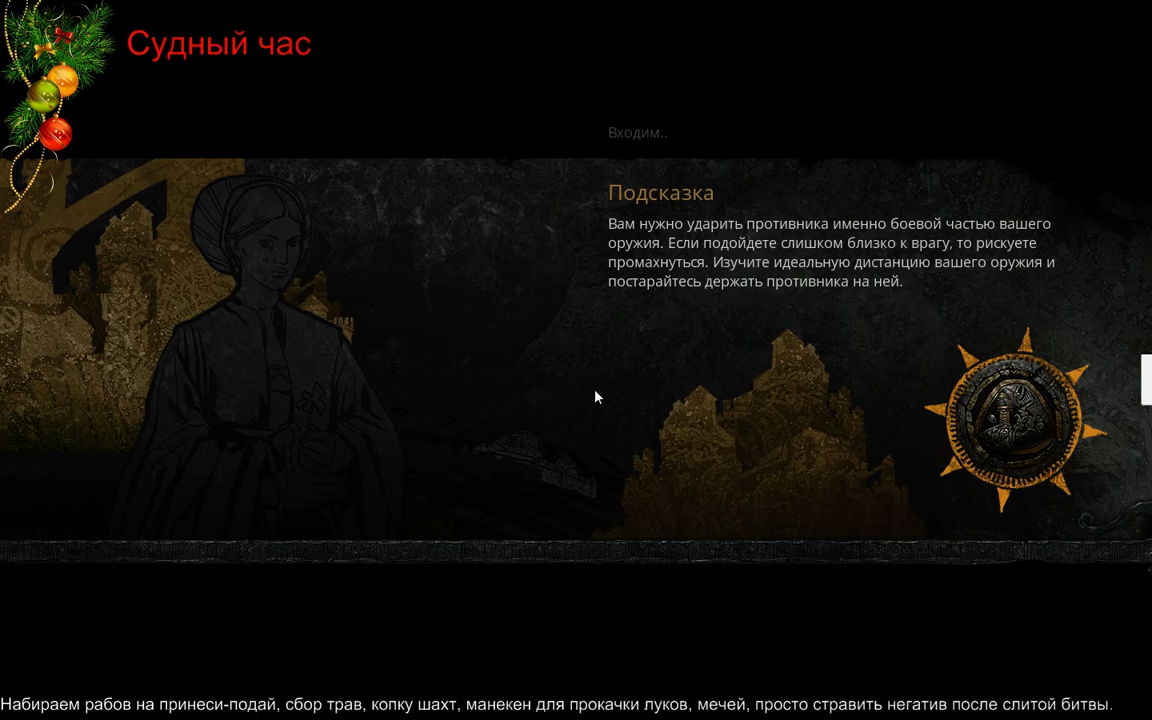 Судный час
Входим..
Подсказка
Вам нужно ударить противника именно боевой частью вашего
оружия. Если подойдете слишком близко к врагу, то рискуете
промахнуться. Изучите идеальную дистанцию вашего оружия и
постарайтесь держать противника на ней.
Набираем рабов на принеси-подай, сбор трав, копку шахт, манекен для прокачки луков, мечей, просто стравить негатив после слитой битвы.